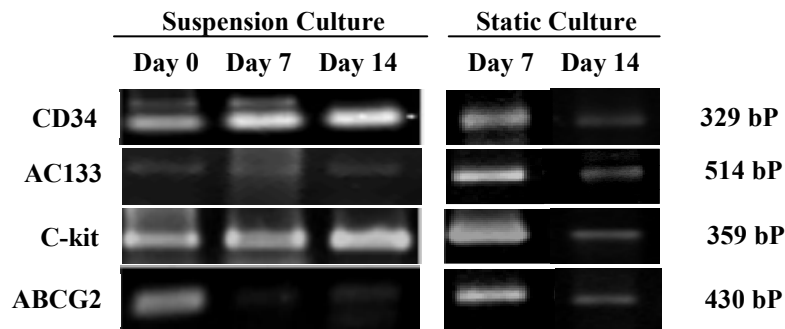 Suspension Culture Static Culture
Day 0 Day 7 Day 14 Day 7 Day 14
CD34 329 bP
AC133 514 bP
C-kit 359 bP
ABCG2 430 bP